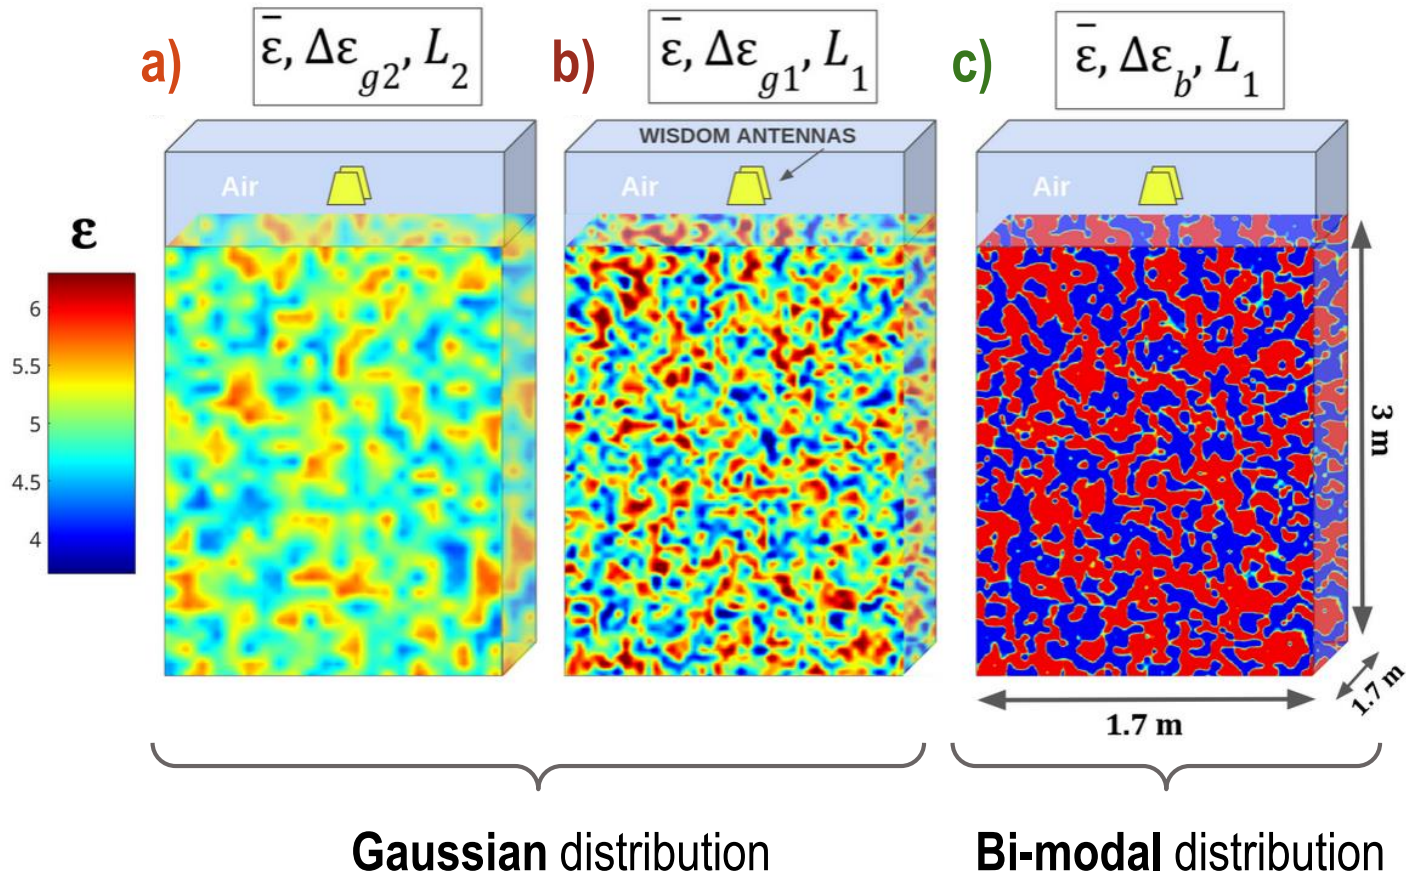 a)
ε̄, Δε_g2, L_2
b)
ε̄, Δε_g1, L_1
c)
ε̄, Δε_b, L_1
WISDOM ANTENNAS
Air
Air
Air
ε
6
5.5
5
4.5
4
3 m
1.7 m
1.7 m
Gaussian distribution
Bi-modal distribution